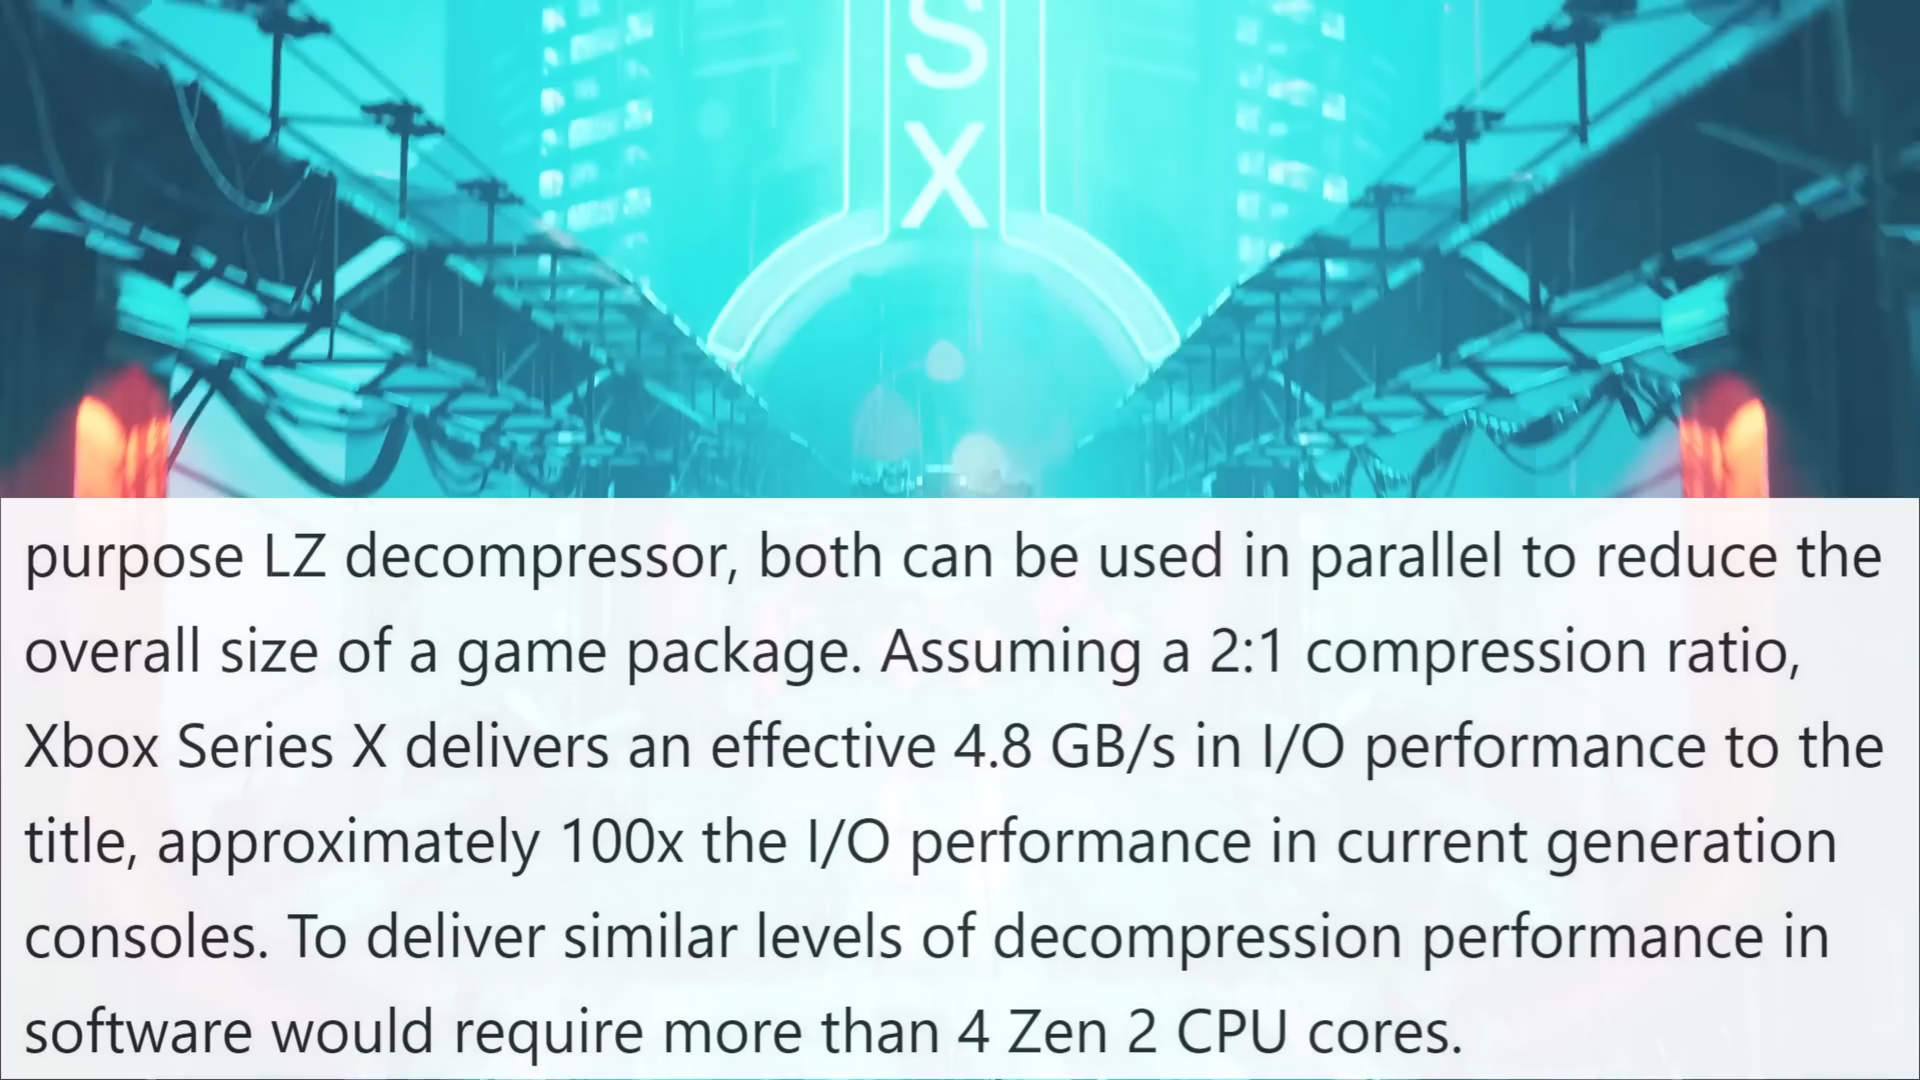 S
X
purpose LZ decompressor, both can be used in parallel to reduce the
overall size of a game package. Assuming a 2:1 compression ratio,
Xbox Series X delivers an effective 4.8 GB/s in I/O performance to the
title, approximately 100x the I/O performance in current generation
consoles. To deliver similar levels of decompression performance in
software would require more than 4 Zen 2 CPU cores.